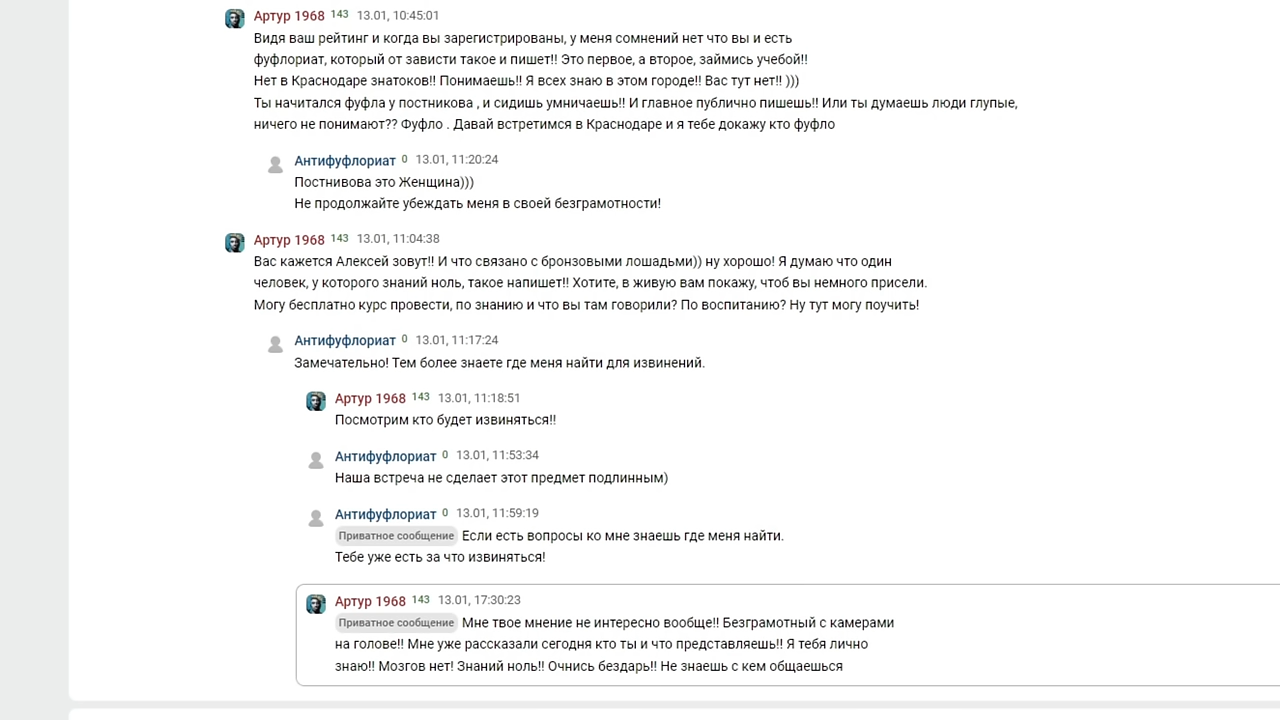 Артур 1968 143 13.01, 10:45:01
Видя ваш рейтинг и когда вы зарегистрированы, у меня сомнений нет что вы и есть
фуфлориат, который от зависти такое и пишет!! Это первое, а второе, займись учебой!!
Нет в Краснодаре знатоков!! Понимаешь!! Я всех знаю в этом городе!! Вас тут нет!! )))
Ты начитался фуфла у постникова , и сидишь умничаешь!! И главное публично пишешь!! Или ты думаешь люди глупые,
ничего не понимают?? Фуфло . Давай встретимся в Краснодаре и я тебе докажу кто фуфло
Антифуфлориат 0 13.01, 11:20:24
Постнивова это Женщина)))
Не продолжайте убеждать меня в своей безграмотности!
Артур 1968 143 13.01, 11:04:38
Вас кажется Алексей зовут!! И что связано с бронзовыми лошадьми)) ну хорошо! Я думаю что один
человек, у которого знаний ноль, такое напишет!! Хотите, в живую вам покажу, чтоб вы немного присели.
Могу бесплатно курс провести, по знанию и что вы там говорили? По воспитанию? Ну тут могу поучить!
Антифуфлориат 0 13.01, 11:17:24
Замечательно! Тем более знаете где меня найти для извинений.
Артур 1968 143 13.01, 11:18:51
Посмотрим кто будет извиняться!!
Антифуфлориат 0 13.01, 11:53:34
Наша встреча не сделает этот предмет подлинным)
Антифуфлориат 0 13.01, 11:59:19
Приватное сообщение Если есть вопросы ко мне знаешь где меня найти.
Тебе уже есть за что извиняться!
Артур 1968 143 13.01, 17:30:23
Приватное сообщение Мне твое мнение не интересно вообще!! Безграмотный с камерами
на голове!! Мне уже рассказали сегодня кто ты и что представляешь!! Я тебя лично
знаю!! Мозгов нет! Знаний ноль!! Очнись бездарь!! Не знаешь с кем общаешься